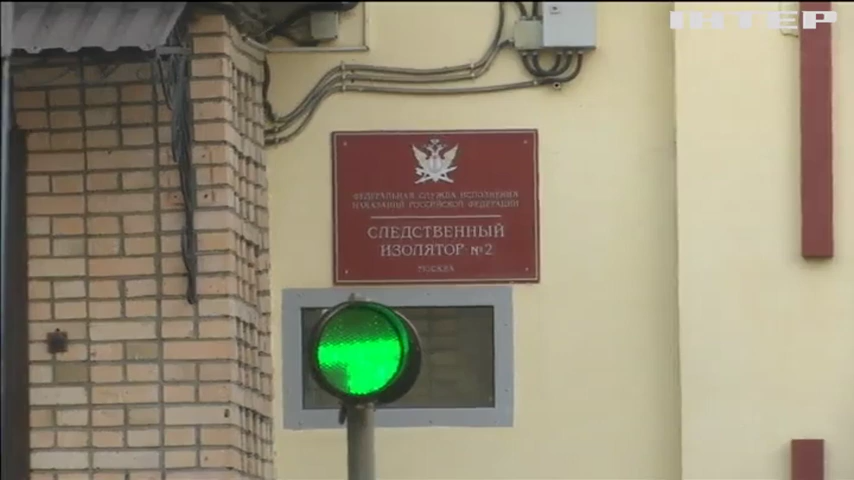 ІНТЕР
ФЕДЕРАЛЬНАЯ СЛУЖБА ИСПОЛНЕНИЯ
НАКАЗАНИЙ РОССИЙСКОЙ ФЕДЕРАЦИИ
СЛЕДСТВЕННЫЙ
ИЗОЛЯТОР №2
МОСКВА